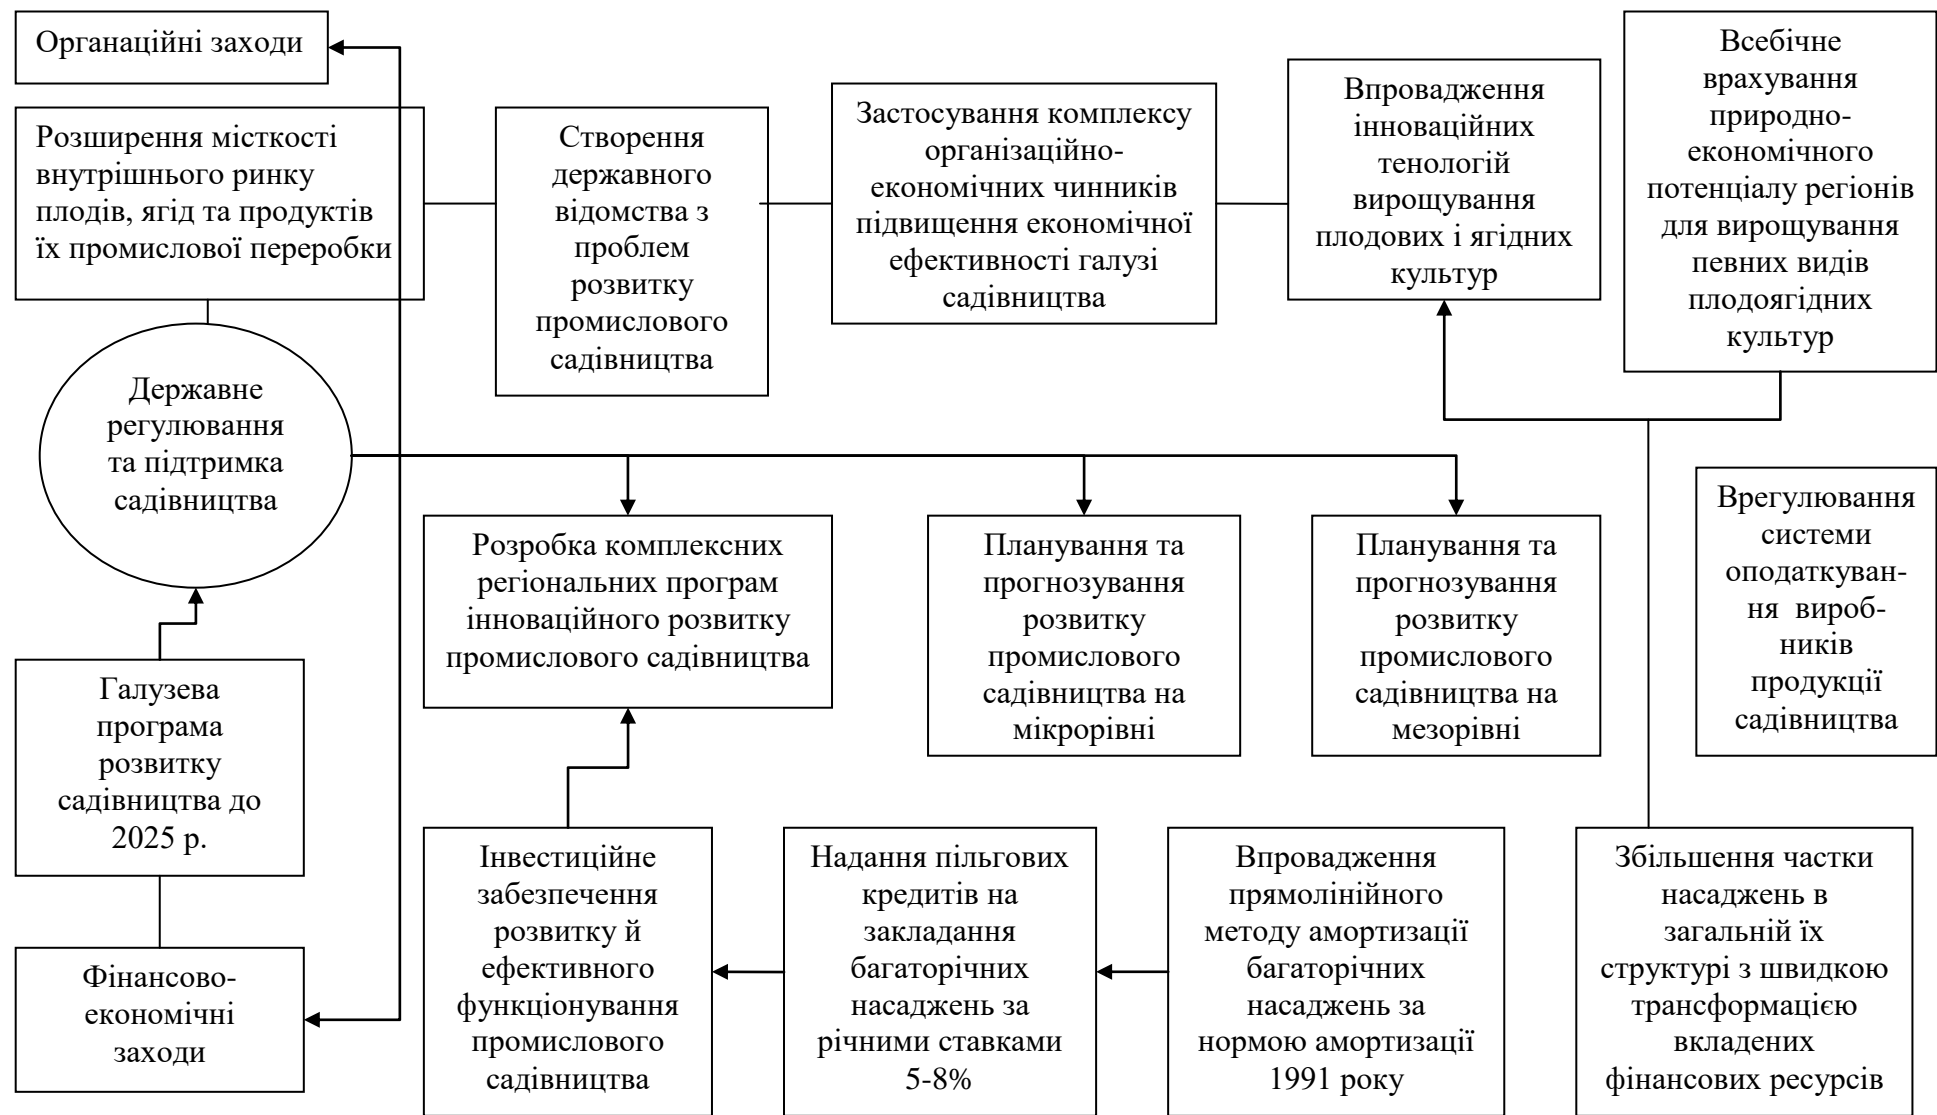 Органаційні заходи
Розширення місткості
внутрішнього ринку
плодів, ягід та продуктів
їх промислової переробки
Створення
державного
відомства з
проблем
розвитку
промислового
садівництва
Застосування комплексу
організаційно-
економічних чинників
підвищення економічної
ефективності галузі
садівництва
Впровадження
інноваційних
тенологій
вирощування
плодових і ягідних
культур
Всебічне
врахування
природно-
економічного
потенціалу регіонів
для вирощування
певних видів
плодоягідних
культур
Державне
регулювання
та підтримка
садівництва
Розробка комплексних
регіональних програм
інноваційного розвитку
промислового садівництва
Планування та
прогнозування
розвитку
промислового
садівництва на
мікрорівні
Планування та
прогнозування
розвитку
промислового
садівництва на
мезорівні
Врегулювання
системи
оподаткуван-
ня вироб-
ників
продукції
садівництва
Галузева
програма
розвитку
садівництва до
2025 р.
Фінансово-
економічні
заходи
Інвестиційне
забезпечення
розвитку й
ефективного
функціонування
промислового
садівництва
Надання пільгових
кредитів на
закладання
багаторічних
насаджень за
річними ставками
5-8%
Впровадження
прямолінійного
методу амортизації
багаторічних
насаджень за
нормою амортизації
1991 року
Збільшення частки
насаджень в
загальній їх
структурі з швидкою
трансформацією
вкладених
фінансових ресурсів